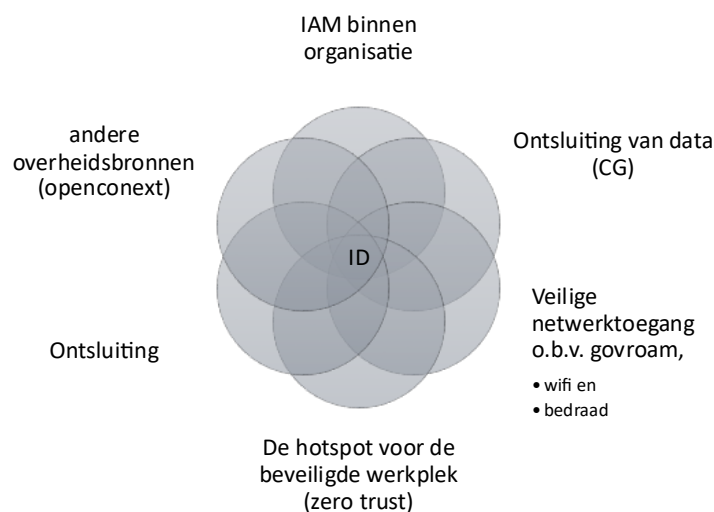 IAM binnen
organisatie
andere
overheidsbronnen
(openconext)
Ontsluiting van data
(CG)
ID
Veilige
netwerktoegang
o.b.v. govroam,
• wifi en
• bedraad
Ontsluiting
De hotspot voor de
beveiligde werkplek
(zero trust)